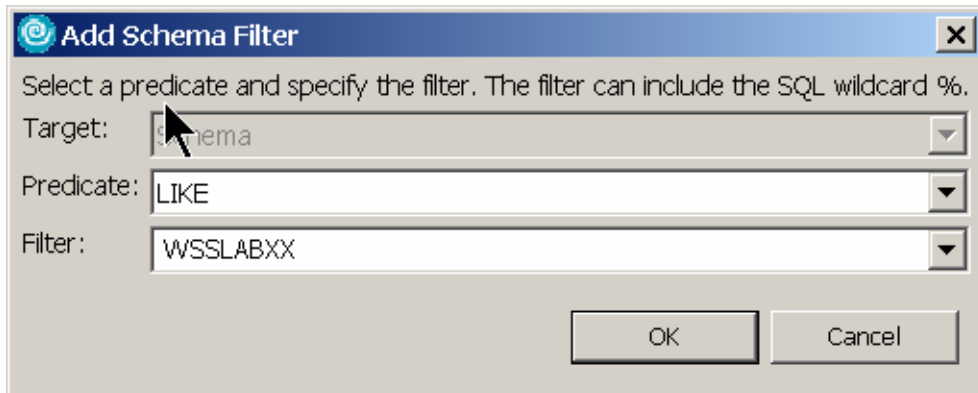 Add Schema Filter
Select a predicate and specify the filter. The filter can include the SQL wildcard %.
Target: Schema
Predicate: LIKE
Filter: WSSLABXX
OK Cancel